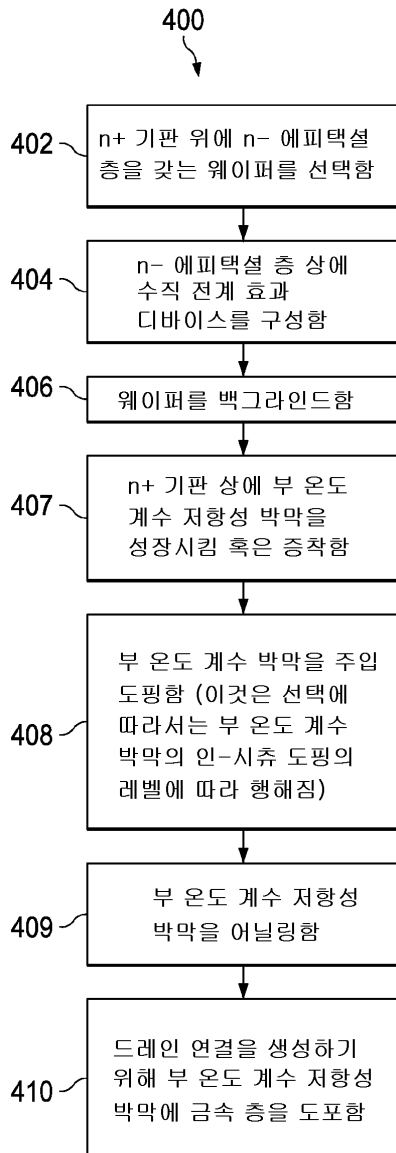 400
402
n+ 기판 위에 n- 에피택셜
층을 갖는 웨이퍼를 선택함
404
n- 에피택셜 층 상에
수직 전계 효과
디바이스를 구성함
406
웨이퍼를 백그라인드함
407
n+ 기판 상에 부 온도
계수 저항성 박막을
성장시킴 혹은 증착함
408
부 온도 계수 박막을 주입
도핑함 (이것은 선택에
따라서는 부 온도 계수
박막의 인-시츄 도핑의
레벨에 따라 행해짐)
409
부 온도 계수 저항성
박막을 어닐링함
410
드레인 연결을 생성하기
위해 부 온도 계수 저항성
박막에 금속 층을 도포함